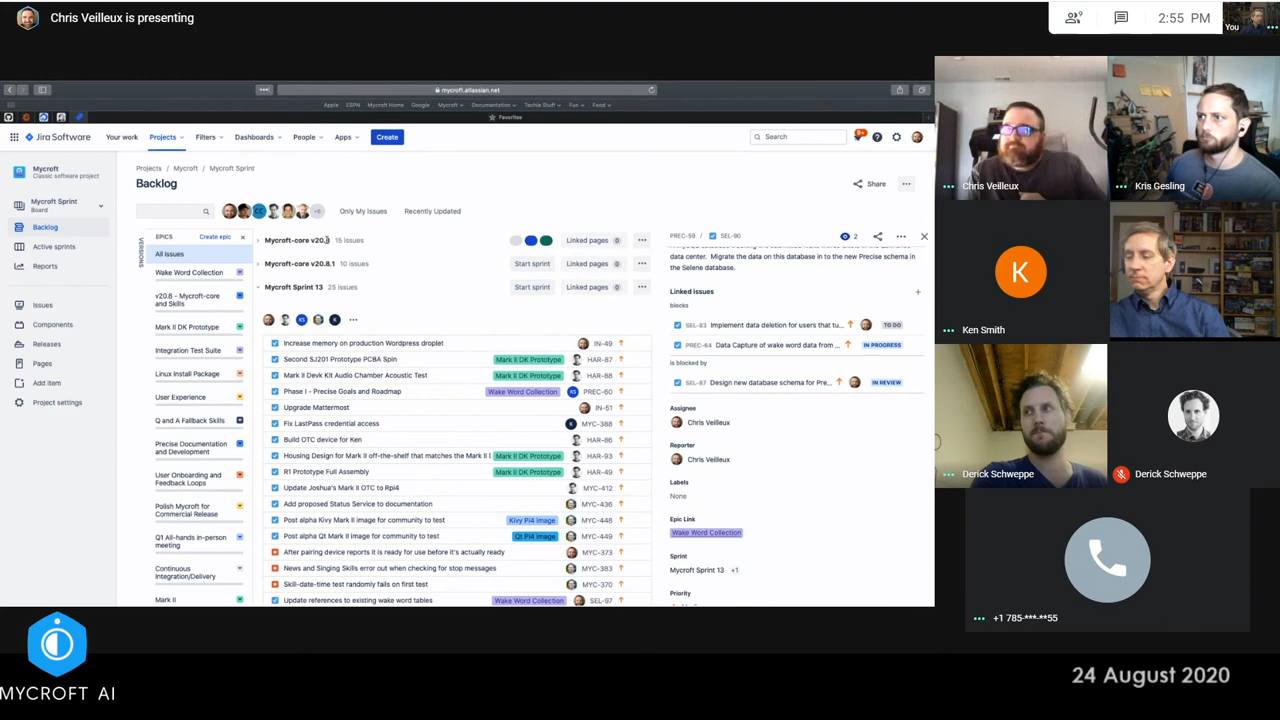 Chris Veilleux is presenting
9
2:55 PM
You
mycroft.atlassian.net
Apple ESPN Mycroft Home Google Mycroft Documentation Techie Stuff Fun Food
Favorites
Jira Software
Your work
Projects
Filters
Dashboards
People
Apps
Create
Search
9+
Mycroft
Classic software project
Mycroft Sprint
Board
Backlog
Active sprints
Reports
Issues
Components
Releases
Pages
Add item
Project settings
Projects / Mycroft / Mycroft Sprint
Backlog
Share
CC
+6
Only My Issues
Recently Updated
VERSIONS
EPICS
Create epic
All issues
Wake Word Collection
v20.8 - Mycroft-core
and Skills
Mark II DK Prototype
Integration Test Suite
Linux Install Package
User Experience
Q and A Fallback Skills
Precise Documentation
and Development
User Onboarding and
Feedback Loops
Polish Mycroft for
Commercial Release
Q1 All-hands in-person
meeting
Continuous
Integration/Delivery
Mark II
Mycroft-core v20.8 15 issues
Linked pages 0
Mycroft-core v20.8.1 10 issues
Start sprint
Linked pages 0
Mycroft Sprint 13 25 issues
Start sprint
Linked pages 0
KS
K
Increase memory on production Wordpress droplet IN-49
Second SJ201 Prototype PCBA Spin Mark II DK Prototype HAR-87
Mark II Devk Kit Audio Chamber Acoustic Test Mark II DK Prototype HAR-88
Phase I - Precise Goals and Roadmap Wake Word Collection KS PREC-60
Upgrade Mattermost IN-51
Fix LastPass credential access K MYC-388
Build OTC device for Ken HAR-86
Housing Design for Mark II off-the-shelf that matches the Mark II D Mark II DK Prototype HAR-93
R1 Prototype Full Assembly Mark II DK Prototype HAR-49
Update Joshua's Mark II OTC to Rpi4 MYC-412
Add proposed Status Service to documentation MYC-436
Post alpha Kivy Mark II image for community to test Kivy Pi4 image MYC-448
Post alpha Qt Mark II image for community to test Qt Pi4 image MYC-449
After pairing device reports it is ready for use before it's actually ready MYC-373
News and Singing Skills error out when checking for stop messages MYC-383
Skill-date-time test randomly fails on first test MYC-370
Update references to existing wake word tables Wake Word Collection SEL-97
PREC-59 / SEL-90
2
data center. Migrate the data on this database in to the new Precise schema in
the Selene database.
Linked issues
blocks
SEL-83 Implement data deletion for users that tu... TO DO
PREC-64 Data Capture of wake word data from ... IN PROGRESS
is blocked by
SEL-87 Design new database schema for Pre... IN REVIEW
Assignee
Chris Veilleux
Reporter
Chris Veilleux
Labels
None
Epic Link
Wake Word Collection
Sprint
Mycroft Sprint 13 +1
Priority
Chris Veilleux
Kris Gesling
K
Ken Smith
Derick Schweppe
Derick Schweppe
+1 785-***-**55
MYCROFT AI
24 August 2020